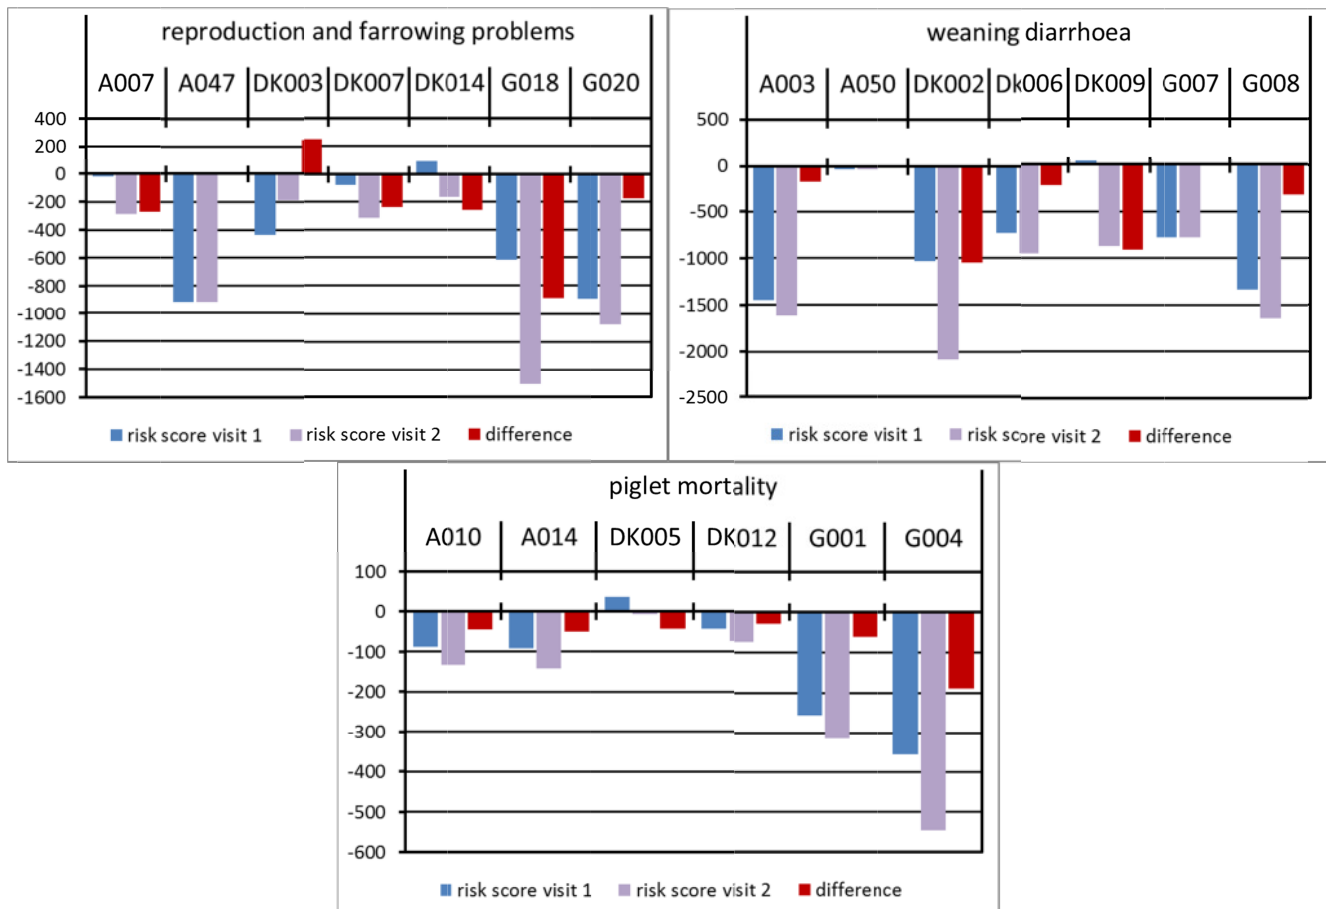 reproduction and farrowing problems
A007 A047 DK003 DK007 DK014 G018 G020
400
200
0
-200
-400
-600
-800
-1000
-1200
-1400
-1600
risk score visit 1 risk score visit 2 difference
weaning diarrhoea
A003 A050 DK002 Dk006 DK009 G007 G008
500
0
-500
-1000
-1500
-2000
-2500
risk score visit 1 risk score visit 2 difference
piglet mortality
A010 A014 DK005 DK012 G001 G004
100
0
-100
-200
-300
-400
-500
-600
risk score visit 1 risk score visit 2 difference